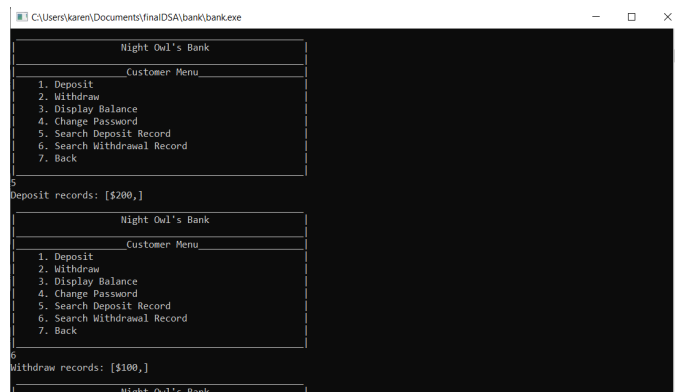 C:\Users\karen\Documents\finalDSA\bank\bank.exe
Night Owl's Bank
Customer Menu
1. Deposit
2. Withdraw
3. Display Balance
4. Change Password
5. Search Deposit Record
6. Search Withdrawal Record
7. Back
5
Deposit records: [$200,]
Night Owl's Bank
Customer Menu
1. Deposit
2. Withdraw
3. Display Balance
4. Change Password
5. Search Deposit Record
6. Search Withdrawal Record
7. Back
6
Withdraw records: [$100,]
Night Owl's Bank